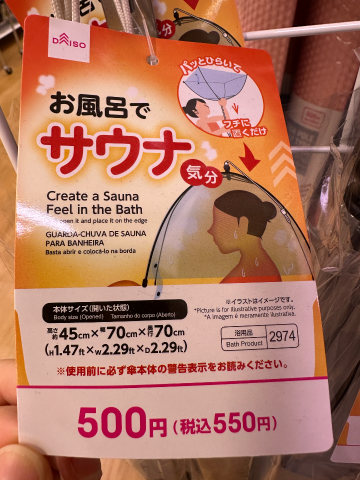 DAISO
お風呂で
サウナ
気分
パッとひらいて
フチに
置くだけ
Create a Sauna
Feel in the Bath
open it and place it on the edge
GUARDA-CHUVA DE SAUNA
PARA BANHEIRA
Basta abrir e colocá-lo na borda
本体サイズ(開いた状態)
Body size (Opened) Tamanho do corpo (Aberto)
高さ約45cm×幅約70cm×奥行約70cm
(H1.47ft×W2.29ft×D2.29ft)
※イラストはイメージです。
*Picture is for illustrative purposes only.
*A imagem é meramente ilustrativa.
浴用品
Bath Product
2974
※使用前に必ず傘本体の警告表示をお読みください。
500円(税込550円)